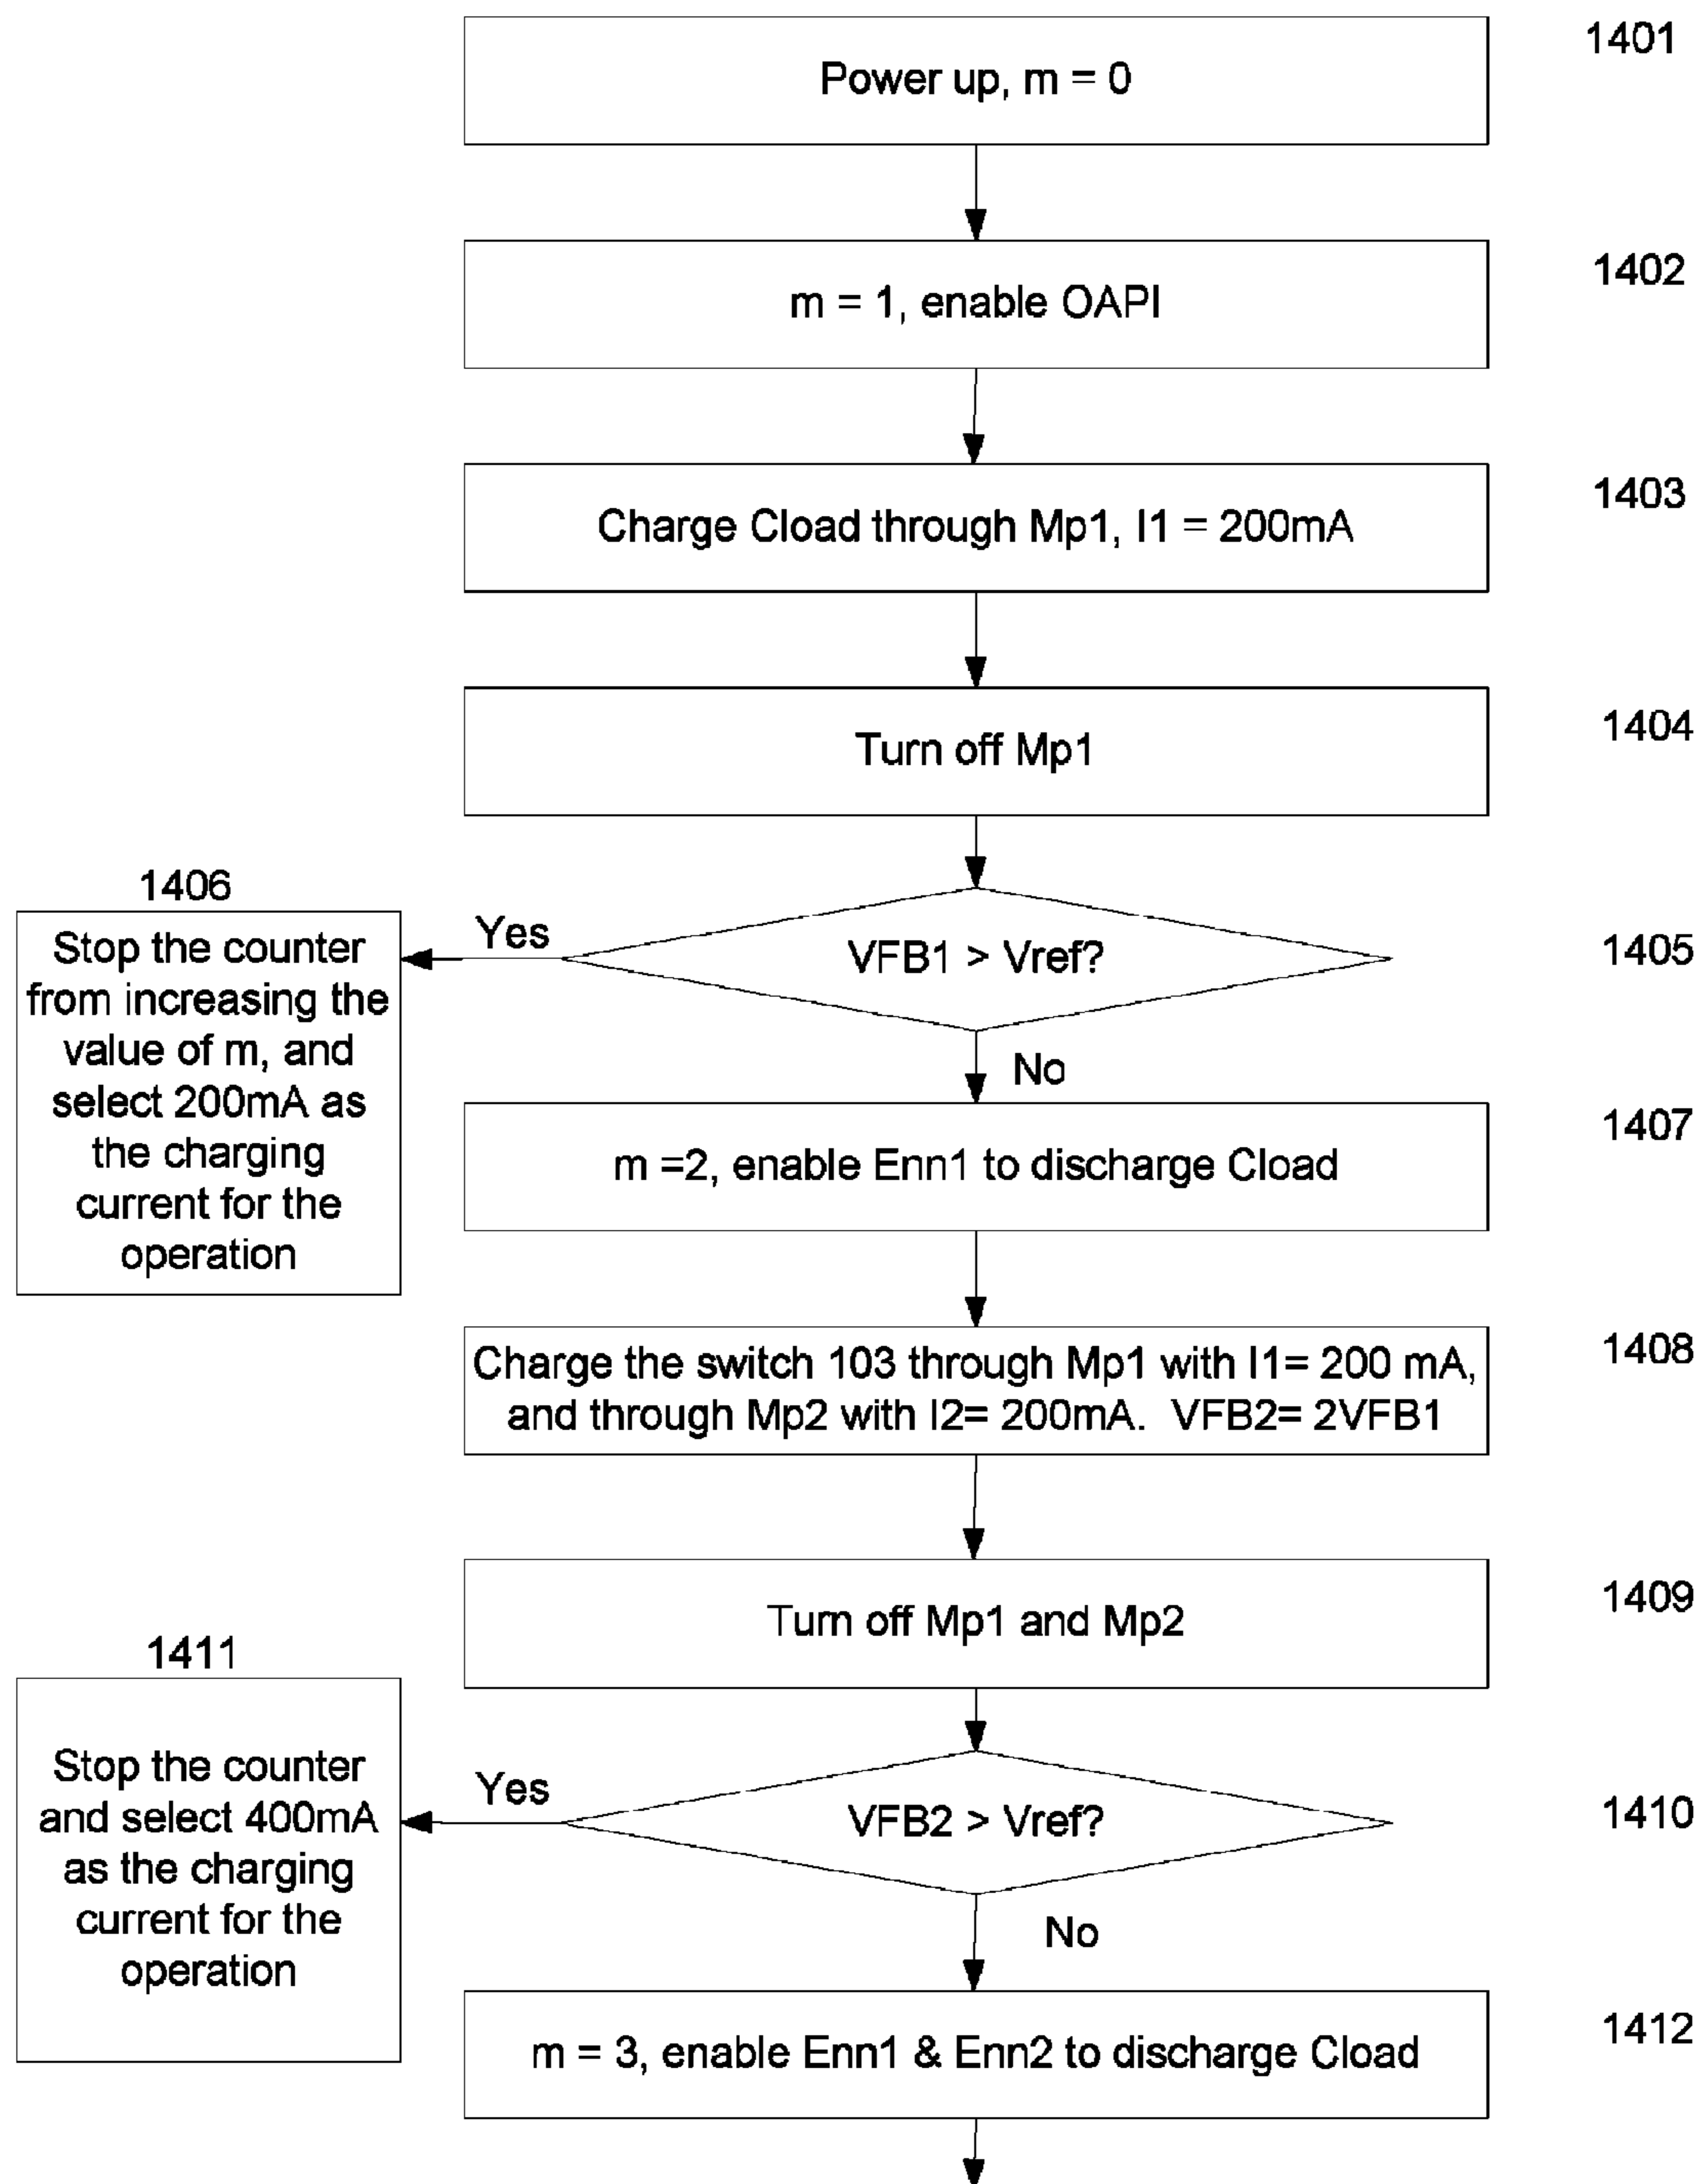 1401
Power up, m = 0
1402
m = 1, enable OAPI
1403
Charge Cload through Mp1, I1 = 200mA
1404
Turn off Mp1
1405
VFB1 > Vref?
Yes
No
1406
Stop the counter
from increasing the
value of m, and
select 200mA as
the charging
current for the
operation
1407
m =2, enable Enn1 to discharge Cload
1408
Charge the switch 103 through Mp1 with I1= 200 mA,
and through Mp2 with I2= 200mA. VFB2= 2VFB1
1409
Turn off Mp1 and Mp2
1410
VFB2 > Vref?
Yes
No
1411
Stop the counter
and select 400mA
as the charging
current for the
operation
1412
m = 3, enable Enn1 & Enn2 to discharge Cload